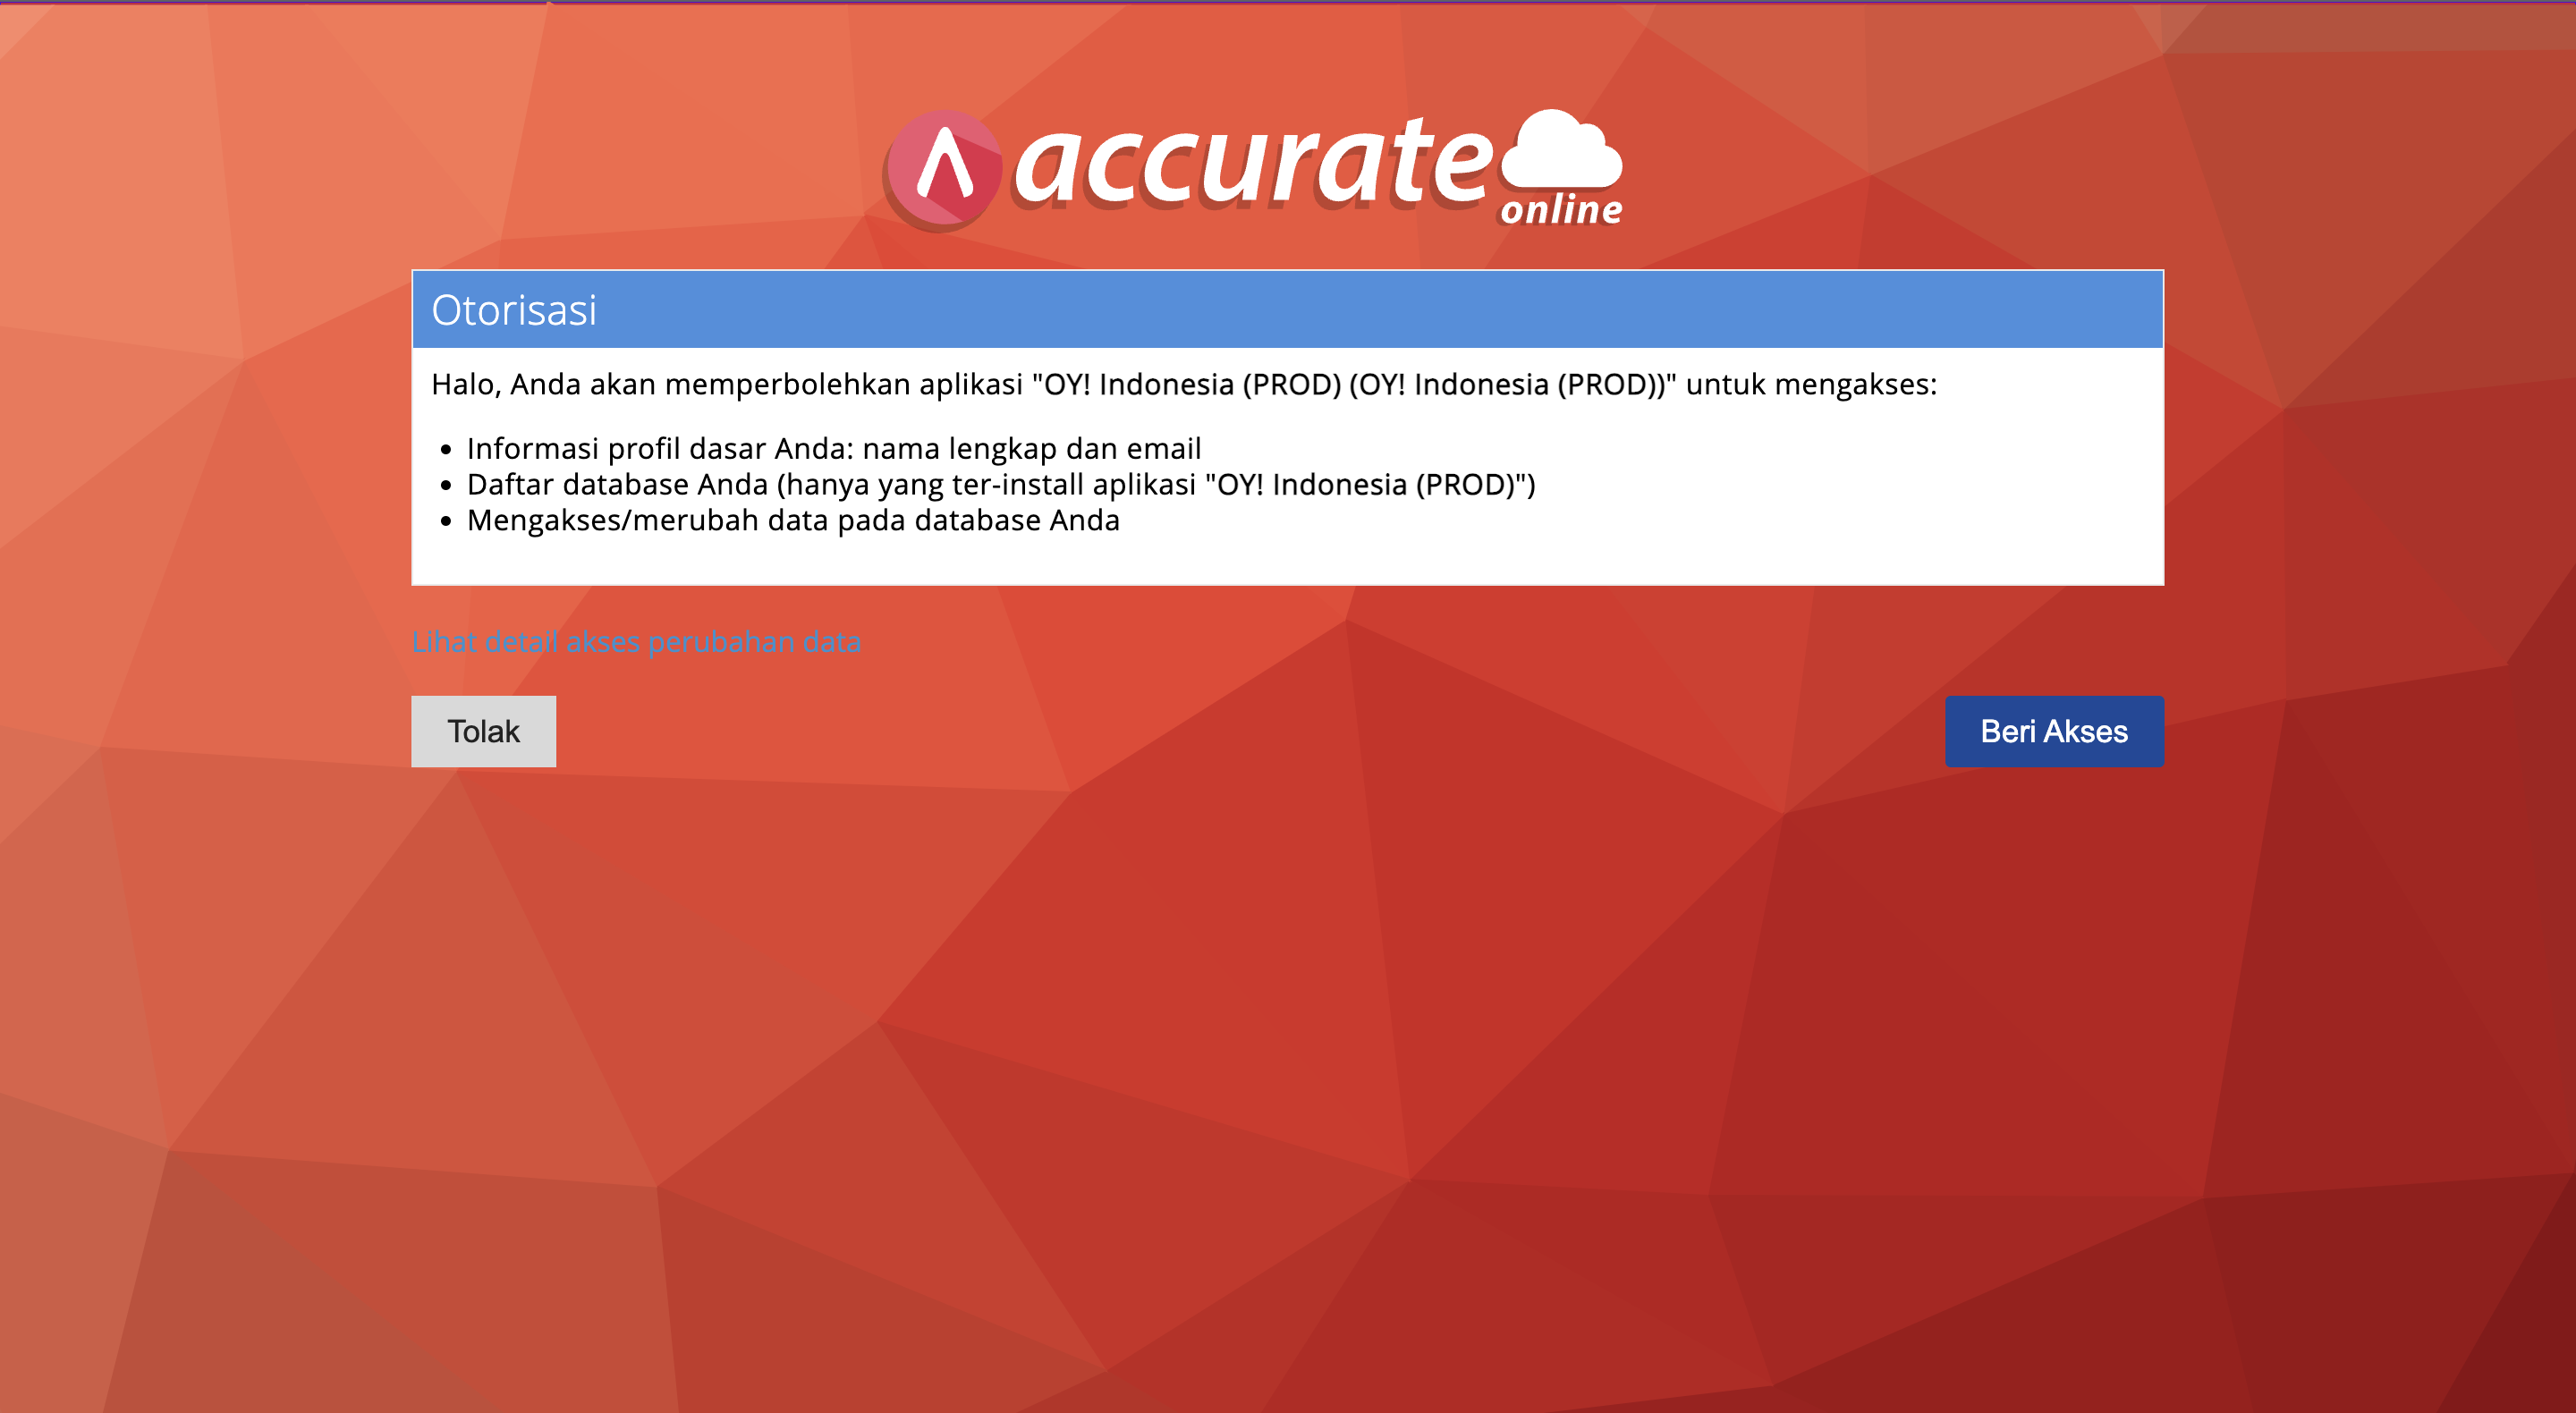 accurate
online
Otorisasi
Halo, Anda akan memperbolehkan aplikasi "OY! Indonesia (PROD) (OY! Indonesia (PROD))" untuk mengakses:
• Informasi profil dasar Anda: nama lengkap dan email
• Daftar database Anda (hanya yang ter-install aplikasi "OY! Indonesia (PROD)")
• Mengakses/merubah data pada database Anda
Lihat detail akses perubahan data
Tolak
Beri Akses